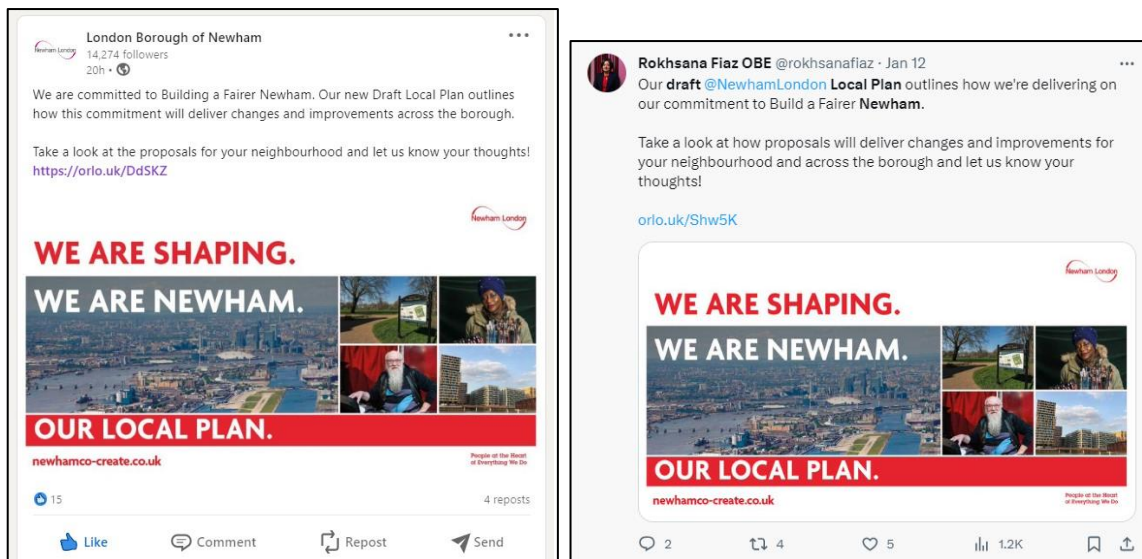 London Borough of Newham
14,274 followers
20h •
We are committed to Building a Fairer Newham. Our new Draft Local Plan outlines
how this commitment will deliver changes and improvements across the borough.
Take a look at the proposals for your neighbourhood and let us know your thoughts!
https://orlo.uk/DdSKZ
Newham London
WE ARE SHAPING.
WE ARE NEWHAM.
OUR LOCAL PLAN.
newhamco-create.co.uk
People at the Heart
of Everything We Do
15
4 reposts
Like
Comment
Repost
Send
Rokhsana Fiaz OBE @rokhsanafiaz · Jan 12
Our draft @NewhamLondon Local Plan outlines how we're delivering on
our commitment to Build a Fairer Newham.
Take a look at how proposals will deliver changes and improvements for
your neighbourhood and across the borough and let us know your
thoughts!
orlo.uk/Shw5K
Newham London
WE ARE SHAPING.
WE ARE NEWHAM.
OUR LOCAL PLAN.
newhamco-create.co.uk
People at the Heart
of Everything We Do
2
4
5
1.2K